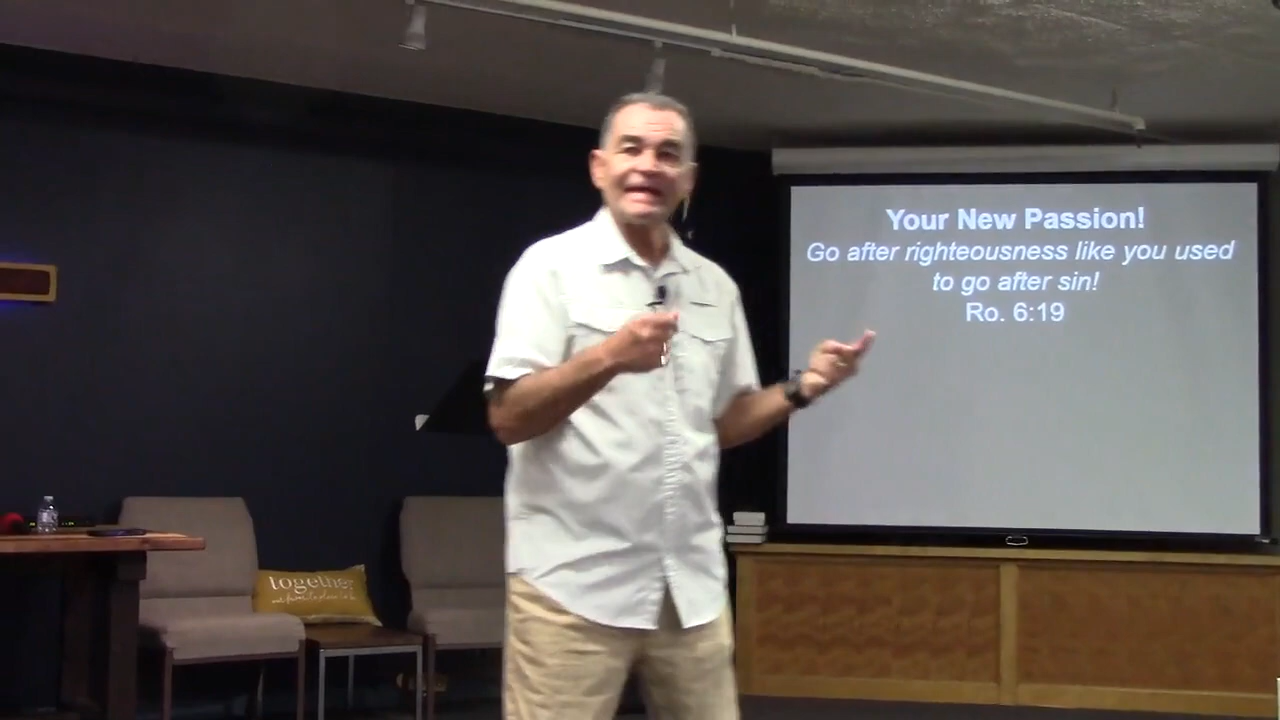 Your New Passion!
Go after righteousness like you used
to go after sin!
Ro. 6:19
together